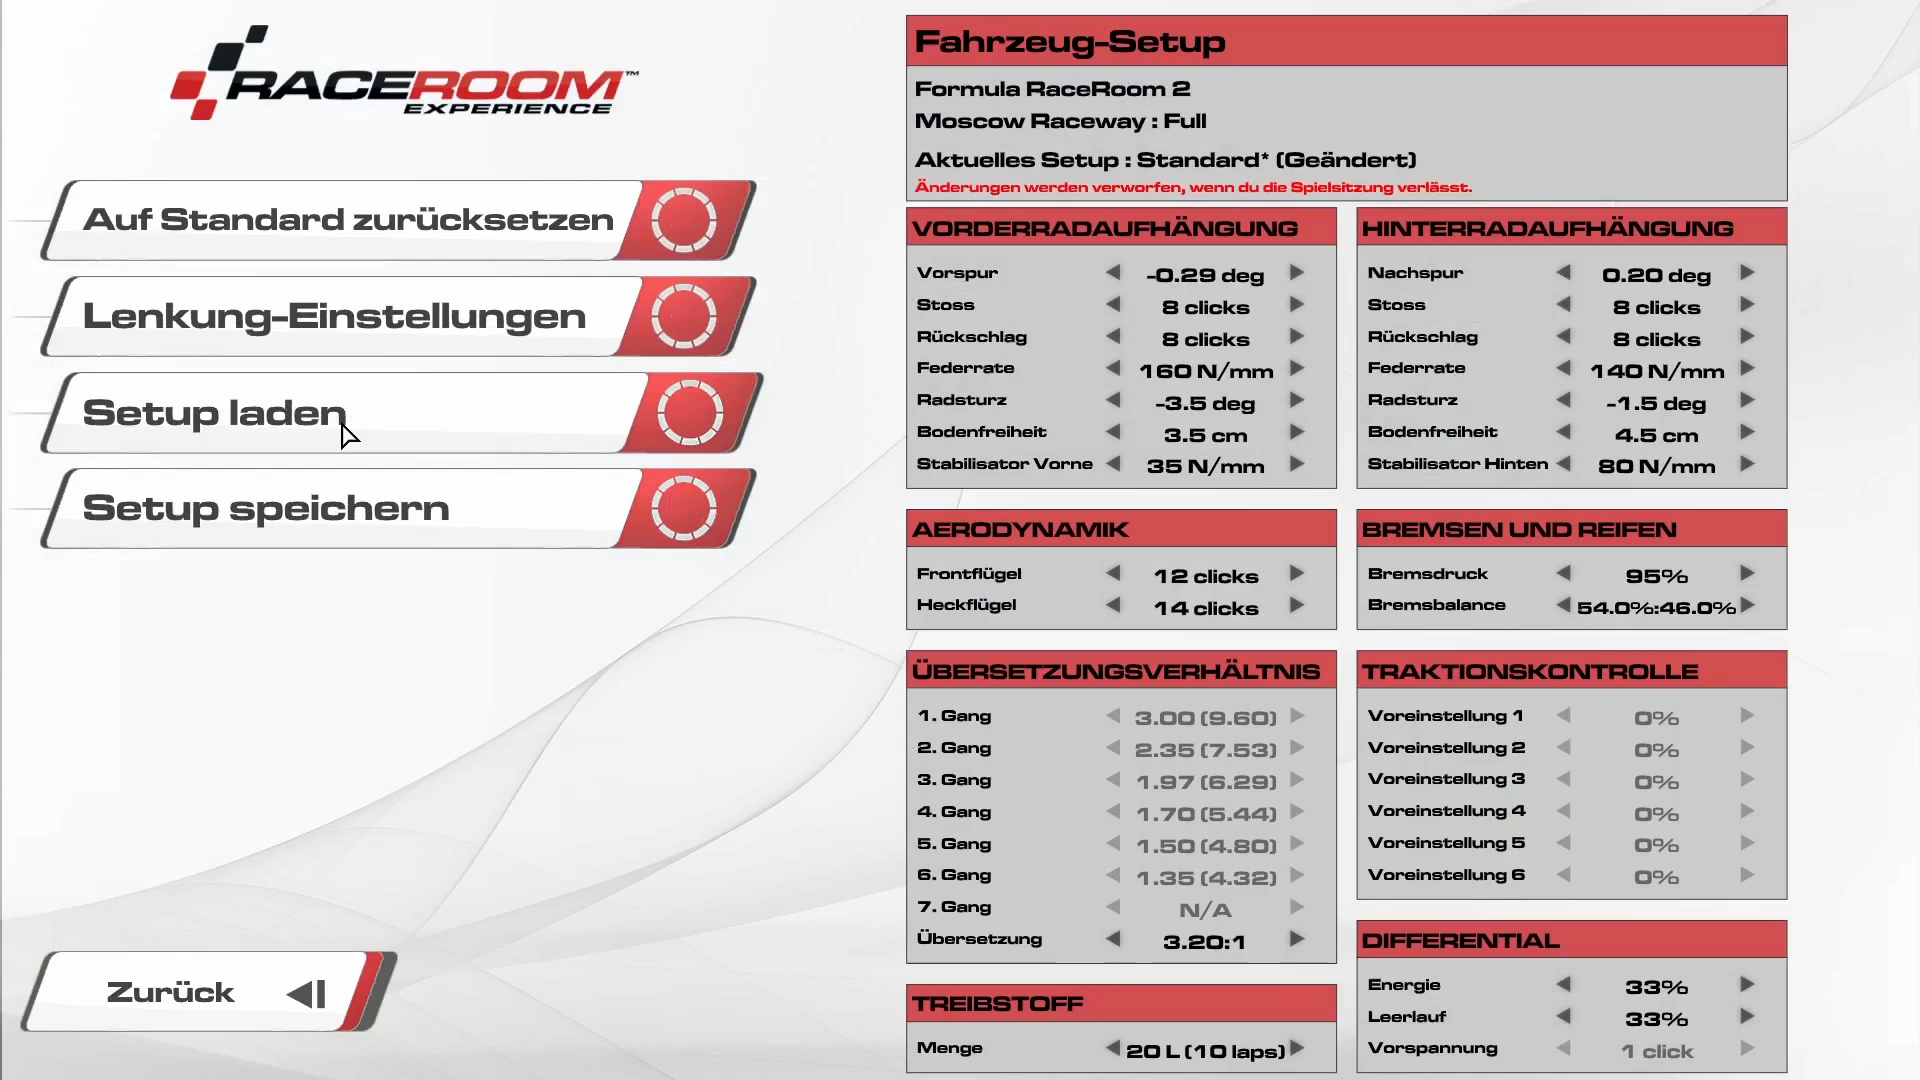 RACEROOM™
EXPERIENCE
Auf Standard zurücksetzen
Lenkung-Einstellungen
Setup laden
Setup speichern
Zurück
Fahrzeug-Setup
Formula RaceRoom 2
Moscow Raceway : Full
Aktuelles Setup : Standard* (Geändert)
Änderungen werden verworfen, wenn du die Spielsitzung verlässt.
VORDERRADAUFHÄNGUNG
Vorspur -0.29 deg
Stoss 8 clicks
Rückschlag 8 clicks
Federrate 160 N/mm
Radsturz -3.5 deg
Bodenfreiheit 3.5 cm
Stabilisator Vorne 35 N/mm
HINTERRADAUFHÄNGUNG
Nachspur 0.20 deg
Stoss 8 clicks
Rückschlag 8 clicks
Federrate 140 N/mm
Radsturz -1.5 deg
Bodenfreiheit 4.5 cm
Stabilisator Hinten 80 N/mm
AERODYNAMIK
Frontflügel 12 clicks
Heckflügel 14 clicks
BREMSEN UND REIFEN
Bremsdruck 95%
Bremsbalance 54.0%:46.0%
ÜBERSETZUNGSVERHÄLTNIS
1. Gang 3.00 (9.60)
2. Gang 2.35 (7.53)
3. Gang 1.97 (6.29)
4. Gang 1.70 (5.44)
5. Gang 1.50 (4.80)
6. Gang 1.35 (4.32)
7. Gang N/A
Übersetzung 3.20:1
TRAKTIONSKONTROLLE
Voreinstellung 1 0%
Voreinstellung 2 0%
Voreinstellung 3 0%
Voreinstellung 4 0%
Voreinstellung 5 0%
Voreinstellung 6 0%
TREIBSTOFF
Menge 20 L (10 laps)
DIFFERENTIAL
Energie 33%
Leerlauf 33%
Vorspannung 1 click